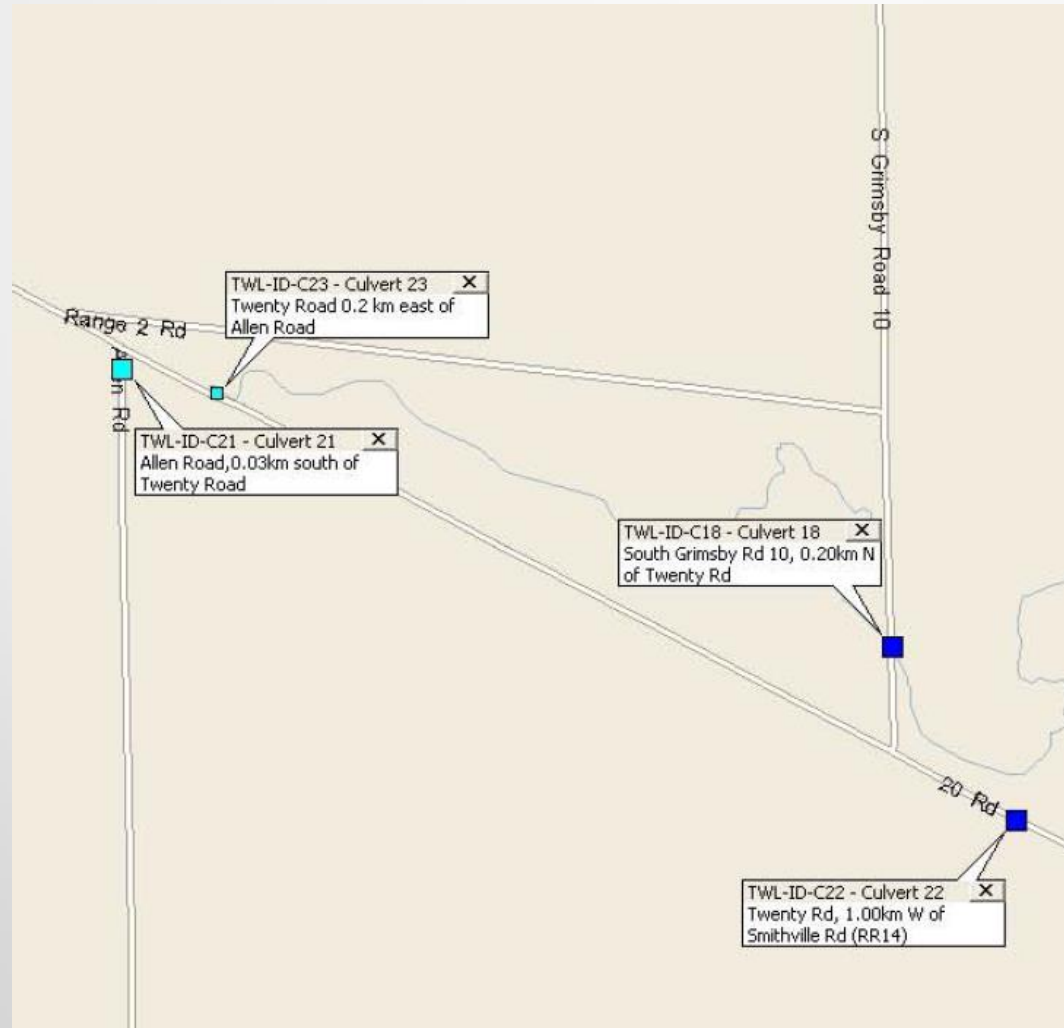 S Grimsby Road 10
TWL-ID-C23 - Culvert 23 X
Twenty Road 0.2 km east of
Allen Road
Range 2 Rd
Allen Rd
TWL-ID-C21 - Culvert 21 X
Allen Road,0.03km south of
Twenty Road
TWL-ID-C18 - Culvert 18 X
South Grimsby Rd 10, 0.20km N
of Twenty Rd
20 Rd
TWL-ID-C22 - Culvert 22 X
Twenty Rd, 1.00km W of
Smithville Rd (RR14)